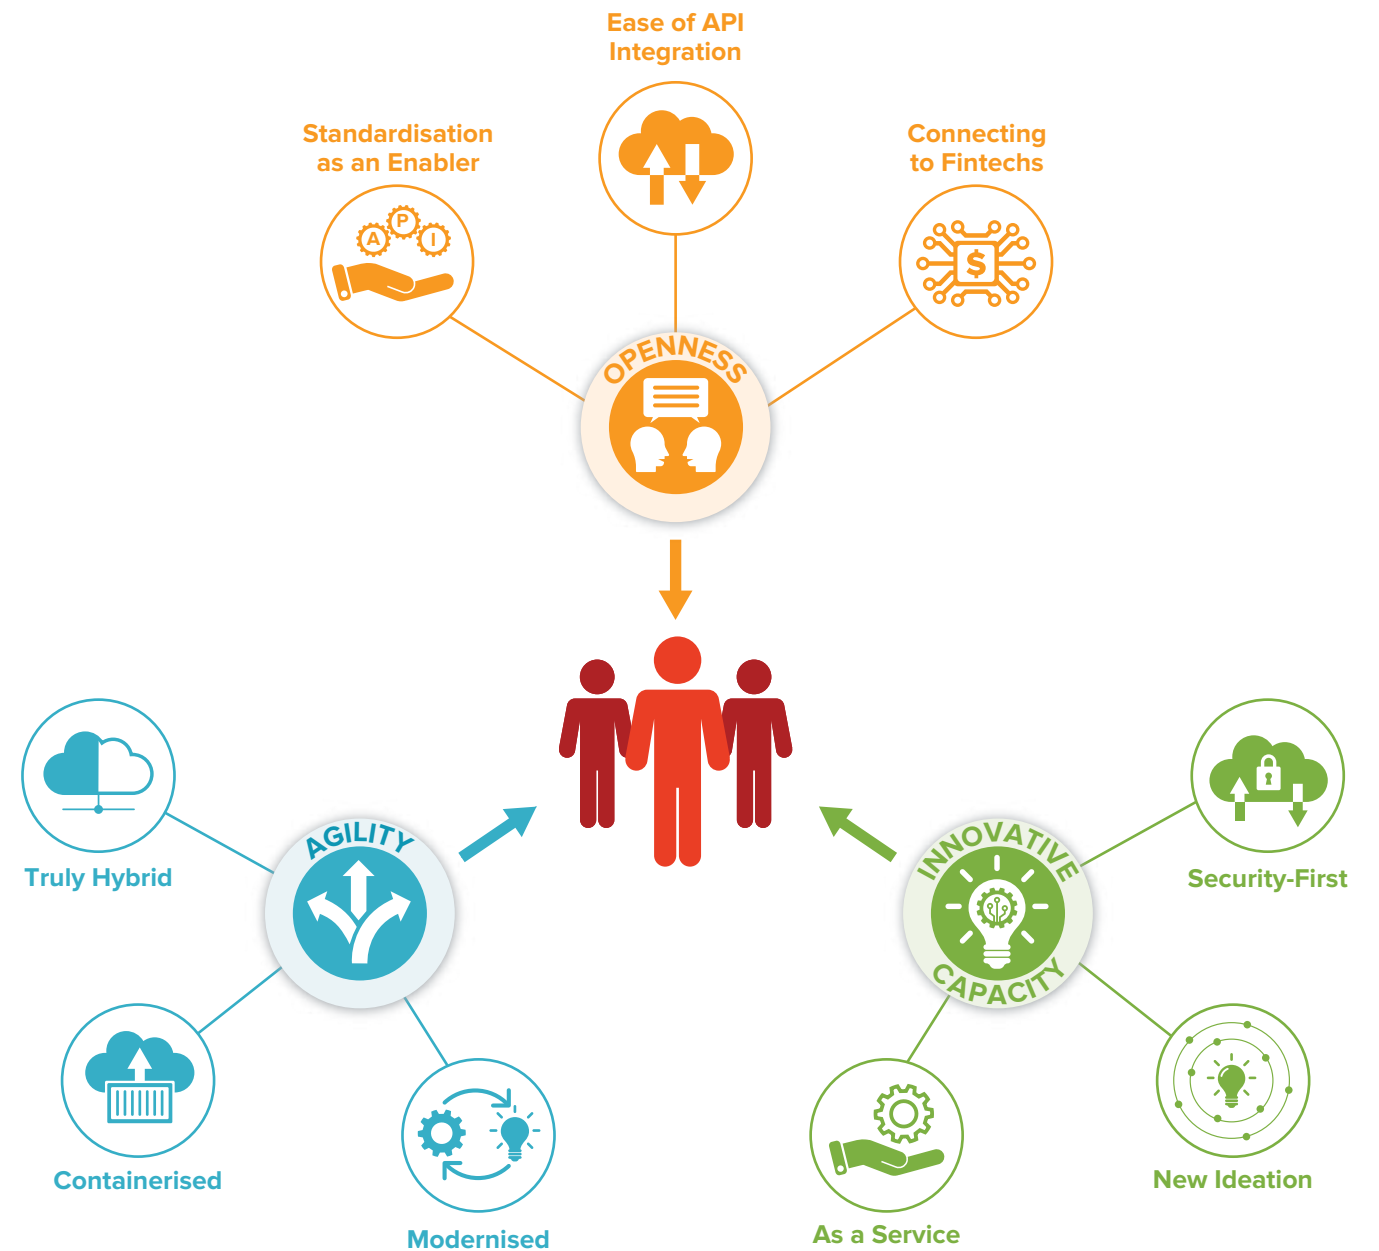 Ease of API
Integration
Standardisation
as an Enabler
Connecting
to Fintechs
A P I
$
OPENNESS
Truly Hybrid
AGILITY
Containerised
Modernised
INNOVATIVE
CAPACITY
Security-First
New Ideation
As a Service